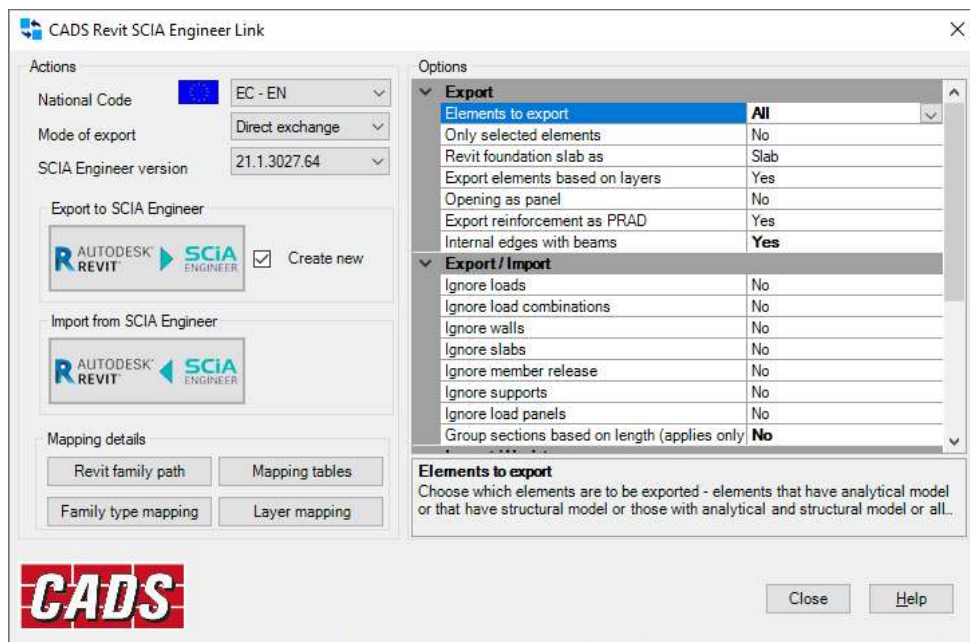 CADS Revit SCIA Engineer Link
Actions
National Code EC - EN
Mode of export Direct exchange
SCIA Engineer version 21.1.3027.64
Export to SCIA Engineer
R AUTODESK® REVIT® SCiA ENGINEER Create new
Import from SCIA Engineer
R AUTODESK® REVIT® SCiA ENGINEER
Mapping details
Revit family path Mapping tables
Family type mapping Layer mapping
Options
Export
Elements to export All
Only selected elements No
Revit foundation slab as Slab
Export elements based on layers Yes
Opening as panel No
Export reinforcement as PRAD Yes
Internal edges with beams Yes
Export / Import
Ignore loads No
Ignore load combinations No
Ignore walls No
Ignore slabs No
Ignore member release No
Ignore supports No
Ignore load panels No
Group sections based on length (applies only No
Elements to export
Choose which elements are to be exported - elements that have analytical model
or that have structural model or those with analytical and structural model or all...
CADS
Close Help